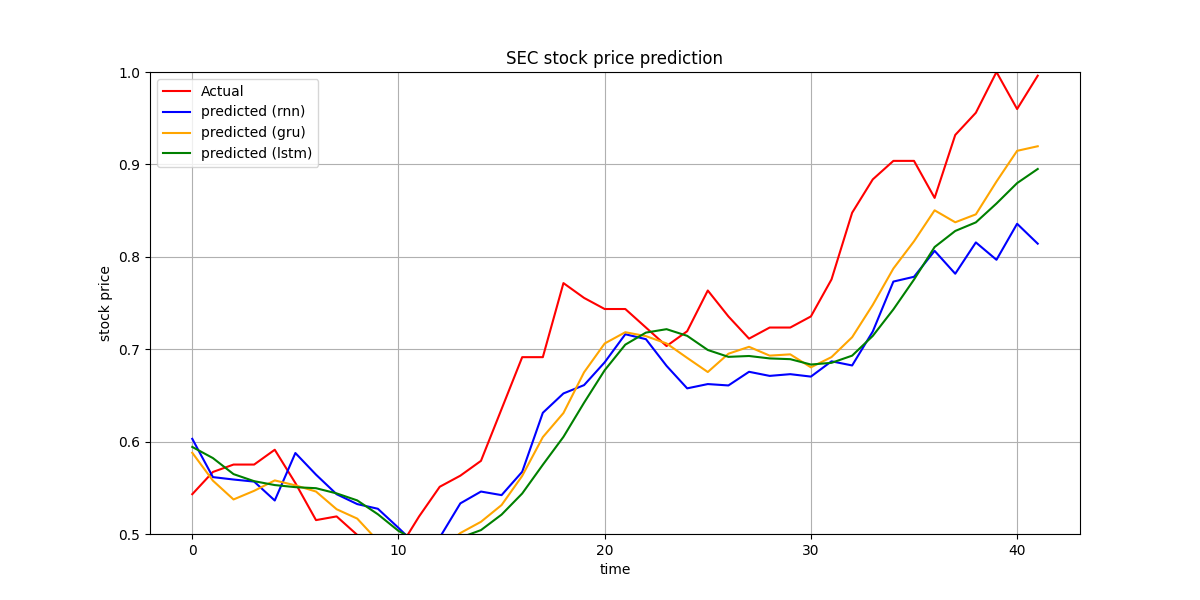 SEC stock price prediction
Actual
predicted (rnn)
predicted (gru)
predicted (lstm)
1.0
0.9
0.8
0.7
0.6
0.5
stock price
0
10
20
30
40
time